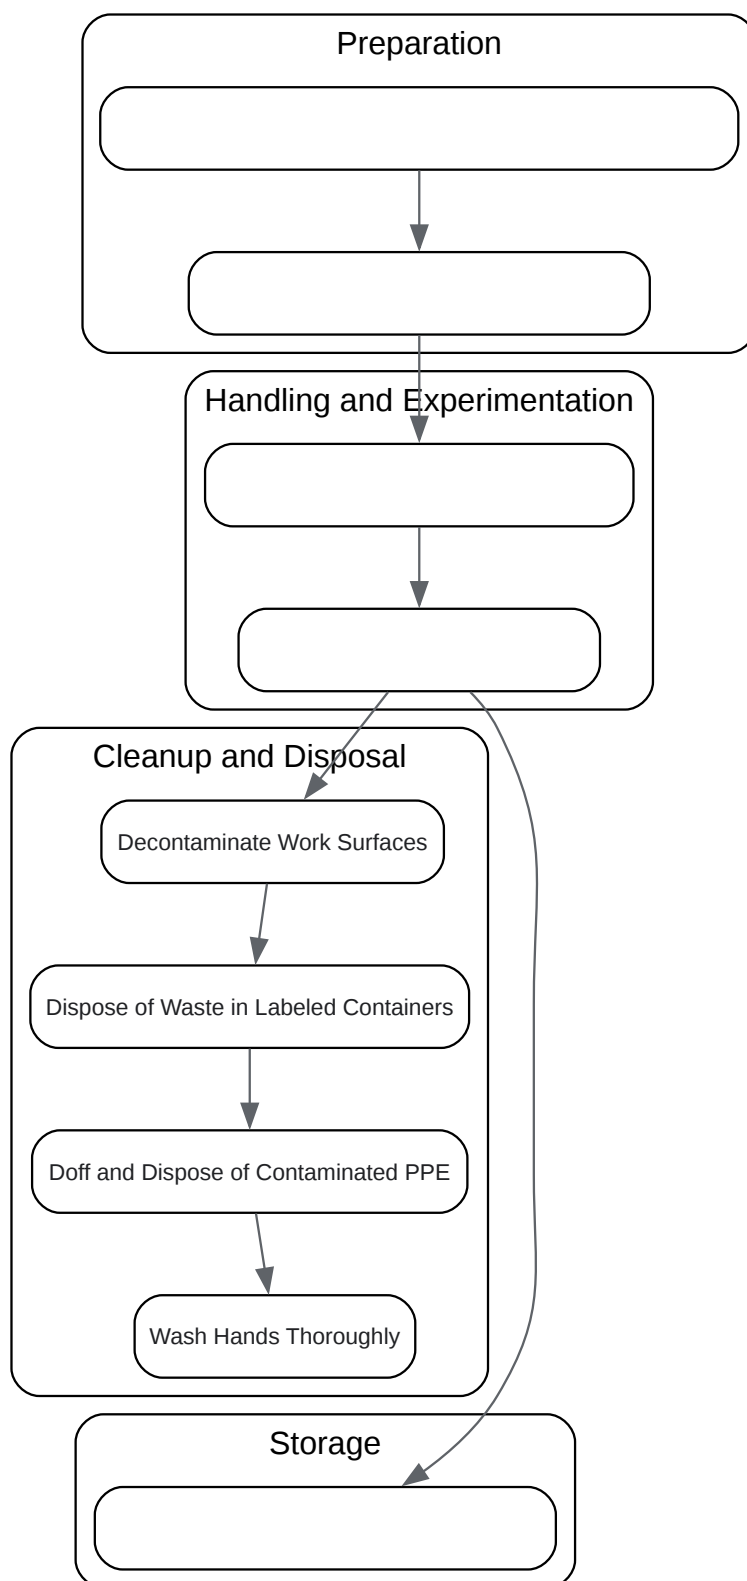 Preparation
Handling and Experimentation
Cleanup and Disposal
Decontaminate Work Surfaces
Dispose of Waste in Labeled Containers
Doff and Dispose of Contaminated PPE
Wash Hands Thoroughly
Storage